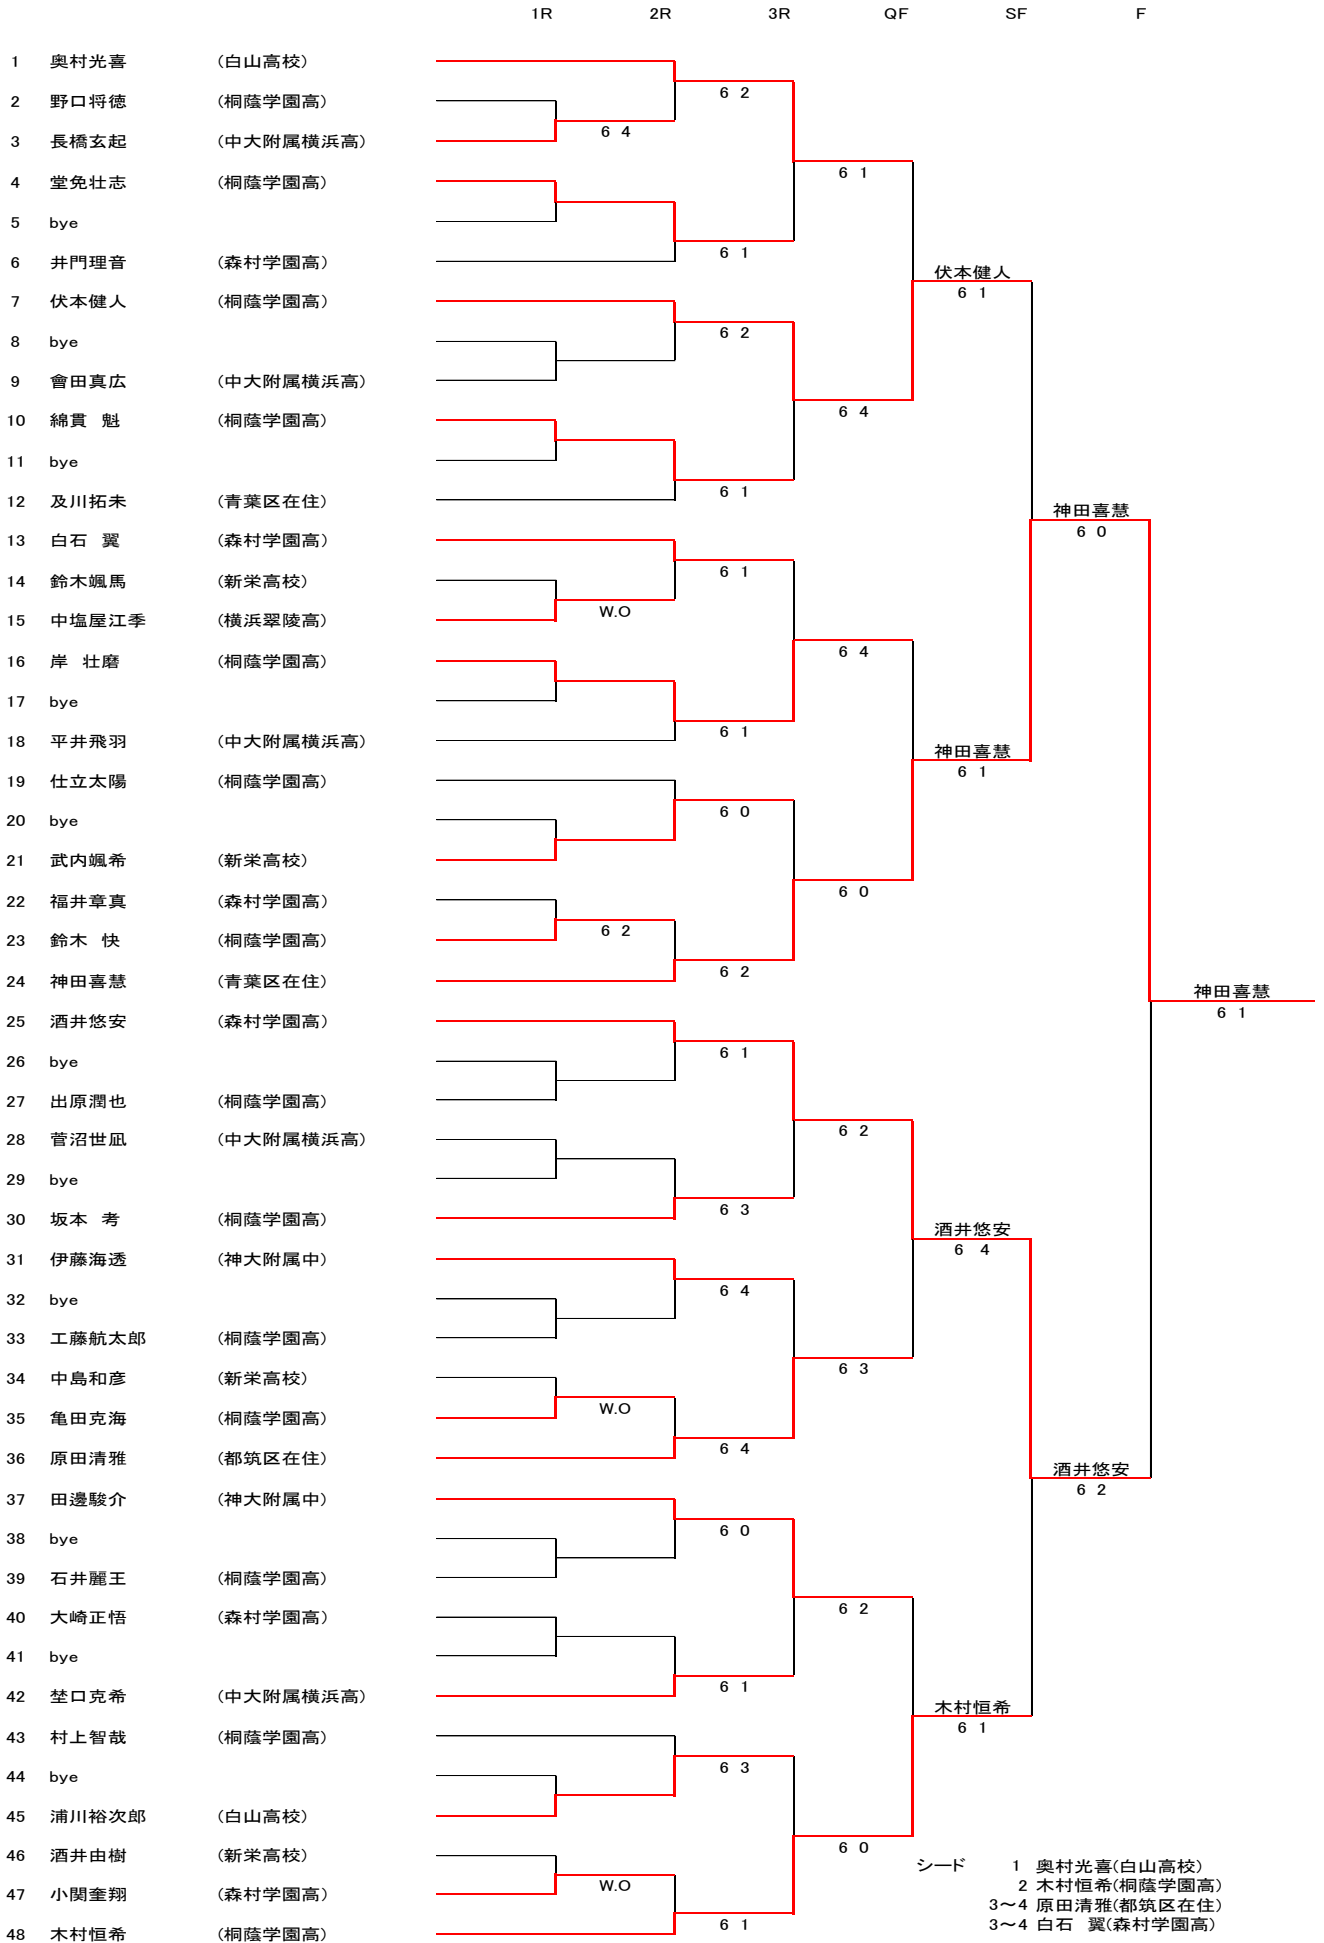 1R 2R 3R QF SF F
1 奥村光喜 (白山高校)
6 2
2 野口将徳 (桐蔭学園高)
6 4
3 長橋玄起 (中大附属横浜高)
6 1
4 堂免壮志 (桐蔭学園高)
5 bye
6 1
6 井門理音 (森村学園高)
伏本健人
6 1
7 伏本健人 (桐蔭学園高)
6 2
8 bye
9 會田真広 (中大附属横浜高)
6 4
10 綿貫 魁 (桐蔭学園高)
11 bye
6 1
12 及川拓未 (青葉区在住)
神田喜慧
6 0
13 白石 翼 (森村学園高)
6 1
14 鈴木颯馬 (新栄高校)
W.O
15 中塩屋江季 (横浜翠陵高)
6 4
16 岸 壮磨 (桐蔭学園高)
17 bye
6 1
18 平井飛羽 (中大附属横浜高)
神田喜慧
6 1
19 仕立太陽 (桐蔭学園高)
6 0
20 bye
21 武内颯希 (新栄高校)
6 0
22 福井章真 (森村学園高)
6 2
23 鈴木 快 (桐蔭学園高)
6 2
24 神田喜慧 (青葉区在住)
神田喜慧
6 1
25 酒井悠安 (森村学園高)
6 1
26 bye
27 出原潤也 (桐蔭学園高)
6 2
28 菅沼世凪 (中大附属横浜高)
29 bye
6 3
30 坂本 考 (桐蔭学園高)
酒井悠安
6 4
31 伊藤海透 (神大附属中)
6 4
32 bye
33 工藤航太郎 (桐蔭学園高)
6 3
34 中島和彦 (新栄高校)
W.O
35 亀田克海 (桐蔭学園高)
6 4
36 原田清雅 (都筑区在住)
酒井悠安
6 2
37 田邊駿介 (神大附属中)
6 0
38 bye
39 石井麗王 (桐蔭学園高)
6 2
40 大崎正悟 (森村学園高)
41 bye
6 1
42 埜口克希 (中大附属横浜高)
木村恒希
6 1
43 村上智哉 (桐蔭学園高)
6 3
44 bye
45 浦川裕次郎 (白山高校)
6 0
46 酒井由樹 (新栄高校)
W.O
47 小関奎翔 (森村学園高)
6 1
48 木村恒希 (桐蔭学園高)
シード 1 奥村光喜(白山高校)
2 木村恒希(桐蔭学園高)
3～4 原田清雅(都筑区在住)
3～4 白石 翼(森村学園高)